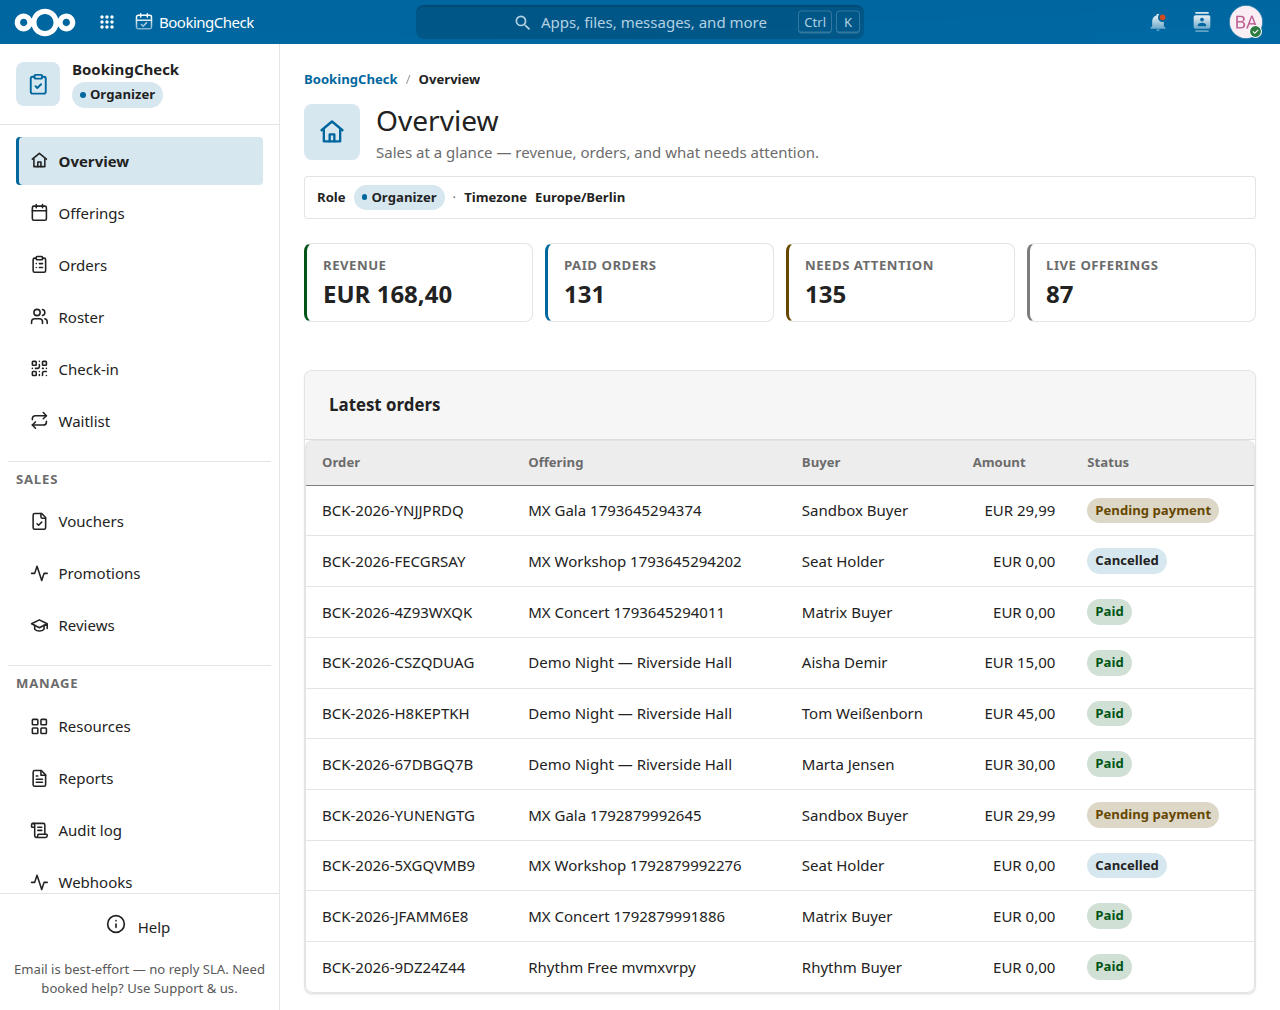 BookingCheck
Apps, files, messages, and more
Ctrl K
BA
BookingCheck
Organizer
Overview
Offerings
Orders
Roster
Check-in
Waitlist
SALES
Vouchers
Promotions
Reviews
MANAGE
Resources
Reports
Audit log
Webhooks
Help
Email is best-effort — no reply SLA. Need
booked help? Use Support & us.
BookingCheck / Overview
Overview
Sales at a glance — revenue, orders, and what needs attention.
Role Organizer · Timezone Europe/Berlin
REVENUE
EUR 168,40
PAID ORDERS
131
NEEDS ATTENTION
135
LIVE OFFERINGS
87
Latest orders
Order Offering Buyer Amount Status
BCK-2026-YNJJPRDQ MX Gala 1793645294374 Sandbox Buyer EUR 29,99 Pending payment
BCK-2026-FECGRSAY MX Workshop 1793645294202 Seat Holder EUR 0,00 Cancelled
BCK-2026-4Z93WXQK MX Concert 1793645294011 Matrix Buyer EUR 0,00 Paid
BCK-2026-CSZQDUAG Demo Night — Riverside Hall Aisha Demir EUR 15,00 Paid
BCK-2026-H8KEPTKH Demo Night — Riverside Hall Tom Weißenborn EUR 45,00 Paid
BCK-2026-67DBGQ7B Demo Night — Riverside Hall Marta Jensen EUR 30,00 Paid
BCK-2026-YUNENGTG MX Gala 1792879992645 Sandbox Buyer EUR 29,99 Pending payment
BCK-2026-5XGQVMB9 MX Workshop 1792879992276 Seat Holder EUR 0,00 Cancelled
BCK-2026-JFAMM6E8 MX Concert 1792879991886 Matrix Buyer EUR 0,00 Paid
BCK-2026-9DZ24Z44 Rhythm Free mvmxvrpy Rhythm Buyer EUR 0,00 Paid